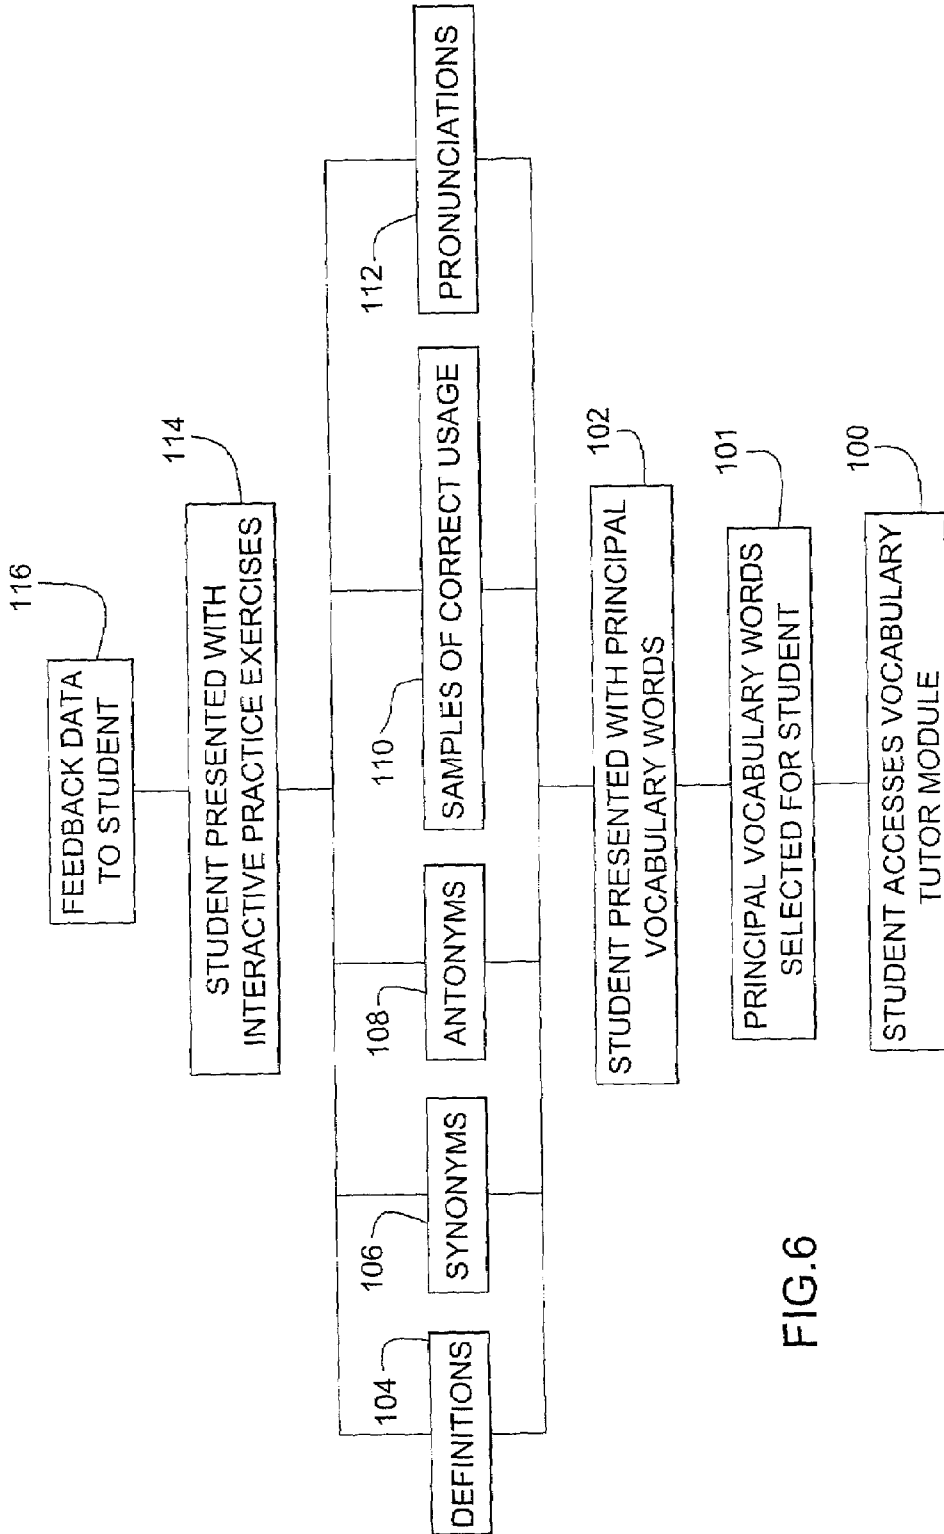 116
FEEDBACK DATA
TO STUDENT
114
STUDENT PRESENTED WITH
INTERACTIVE PRACTICE EXERCISES
104
DEFINITIONS
106
SYNONYMS
108
ANTONYMS
110
SAMPLES OF CORRECT USAGE
112
PRONUNCIATIONS
102
STUDENT PRESENTED WITH PRINCIPAL
VOCABULARY WORDS
101
PRINCIPAL VOCABULARY WORDS
SELECTED FOR STUDENT
100
STUDENT ACCESSES VOCABULARY
TUTOR MODULE
FIG.6